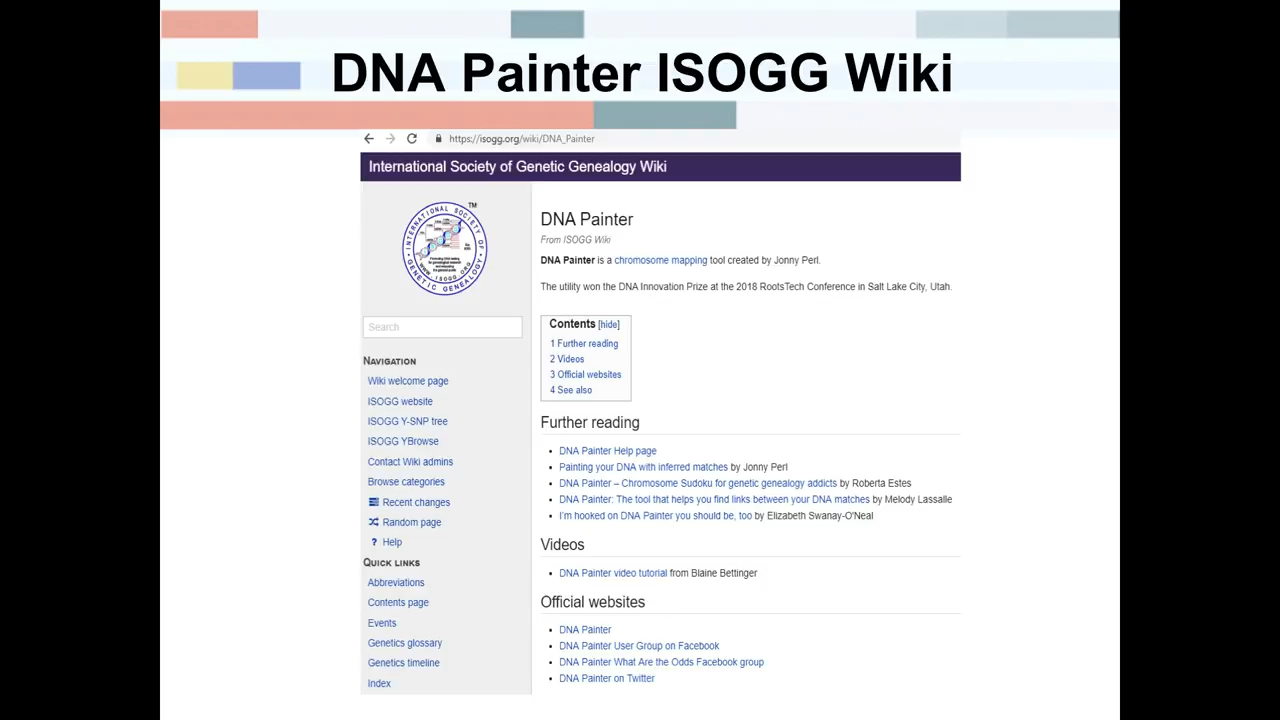 DNA Painter ISOGG Wiki
https://isogg.org/wiki/DNA_Painter
International Society of Genetic Genealogy Wiki
TM
INTERNATIONAL SOCIETY OF GENETIC GENEALOGY
WWW.ISOGG.ORG
Search
NAVIGATION
Wiki welcome page
ISOGG website
ISOGG Y-SNP tree
ISOGG YBrowse
Contact Wiki admins
Browse categories
Recent changes
Random page
? Help
QUICK LINKS
Abbreviations
Contents page
Events
Genetics glossary
Genetics timeline
Index
DNA Painter
From ISOGG Wiki
DNA Painter is a chromosome mapping tool created by Jonny Perl.
The utility won the DNA Innovation Prize at the 2018 RootsTech Conference in Salt Lake City, Utah.
Contents [hide]
1 Further reading
2 Videos
3 Official websites
4 See also
Further reading
• DNA Painter Help page
• Painting your DNA with inferred matches by Jonny Perl
• DNA Painter – Chromosome Sudoku for genetic genealogy addicts by Roberta Estes
• DNA Painter: The tool that helps you find links between your DNA matches by Melody Lassalle
• I'm hooked on DNA Painter you should be, too by Elizabeth Swanay-O'Neal
Videos
• DNA Painter video tutorial from Blaine Bettinger
Official websites
• DNA Painter
• DNA Painter User Group on Facebook
• DNA Painter What Are the Odds Facebook group
• DNA Painter on Twitter